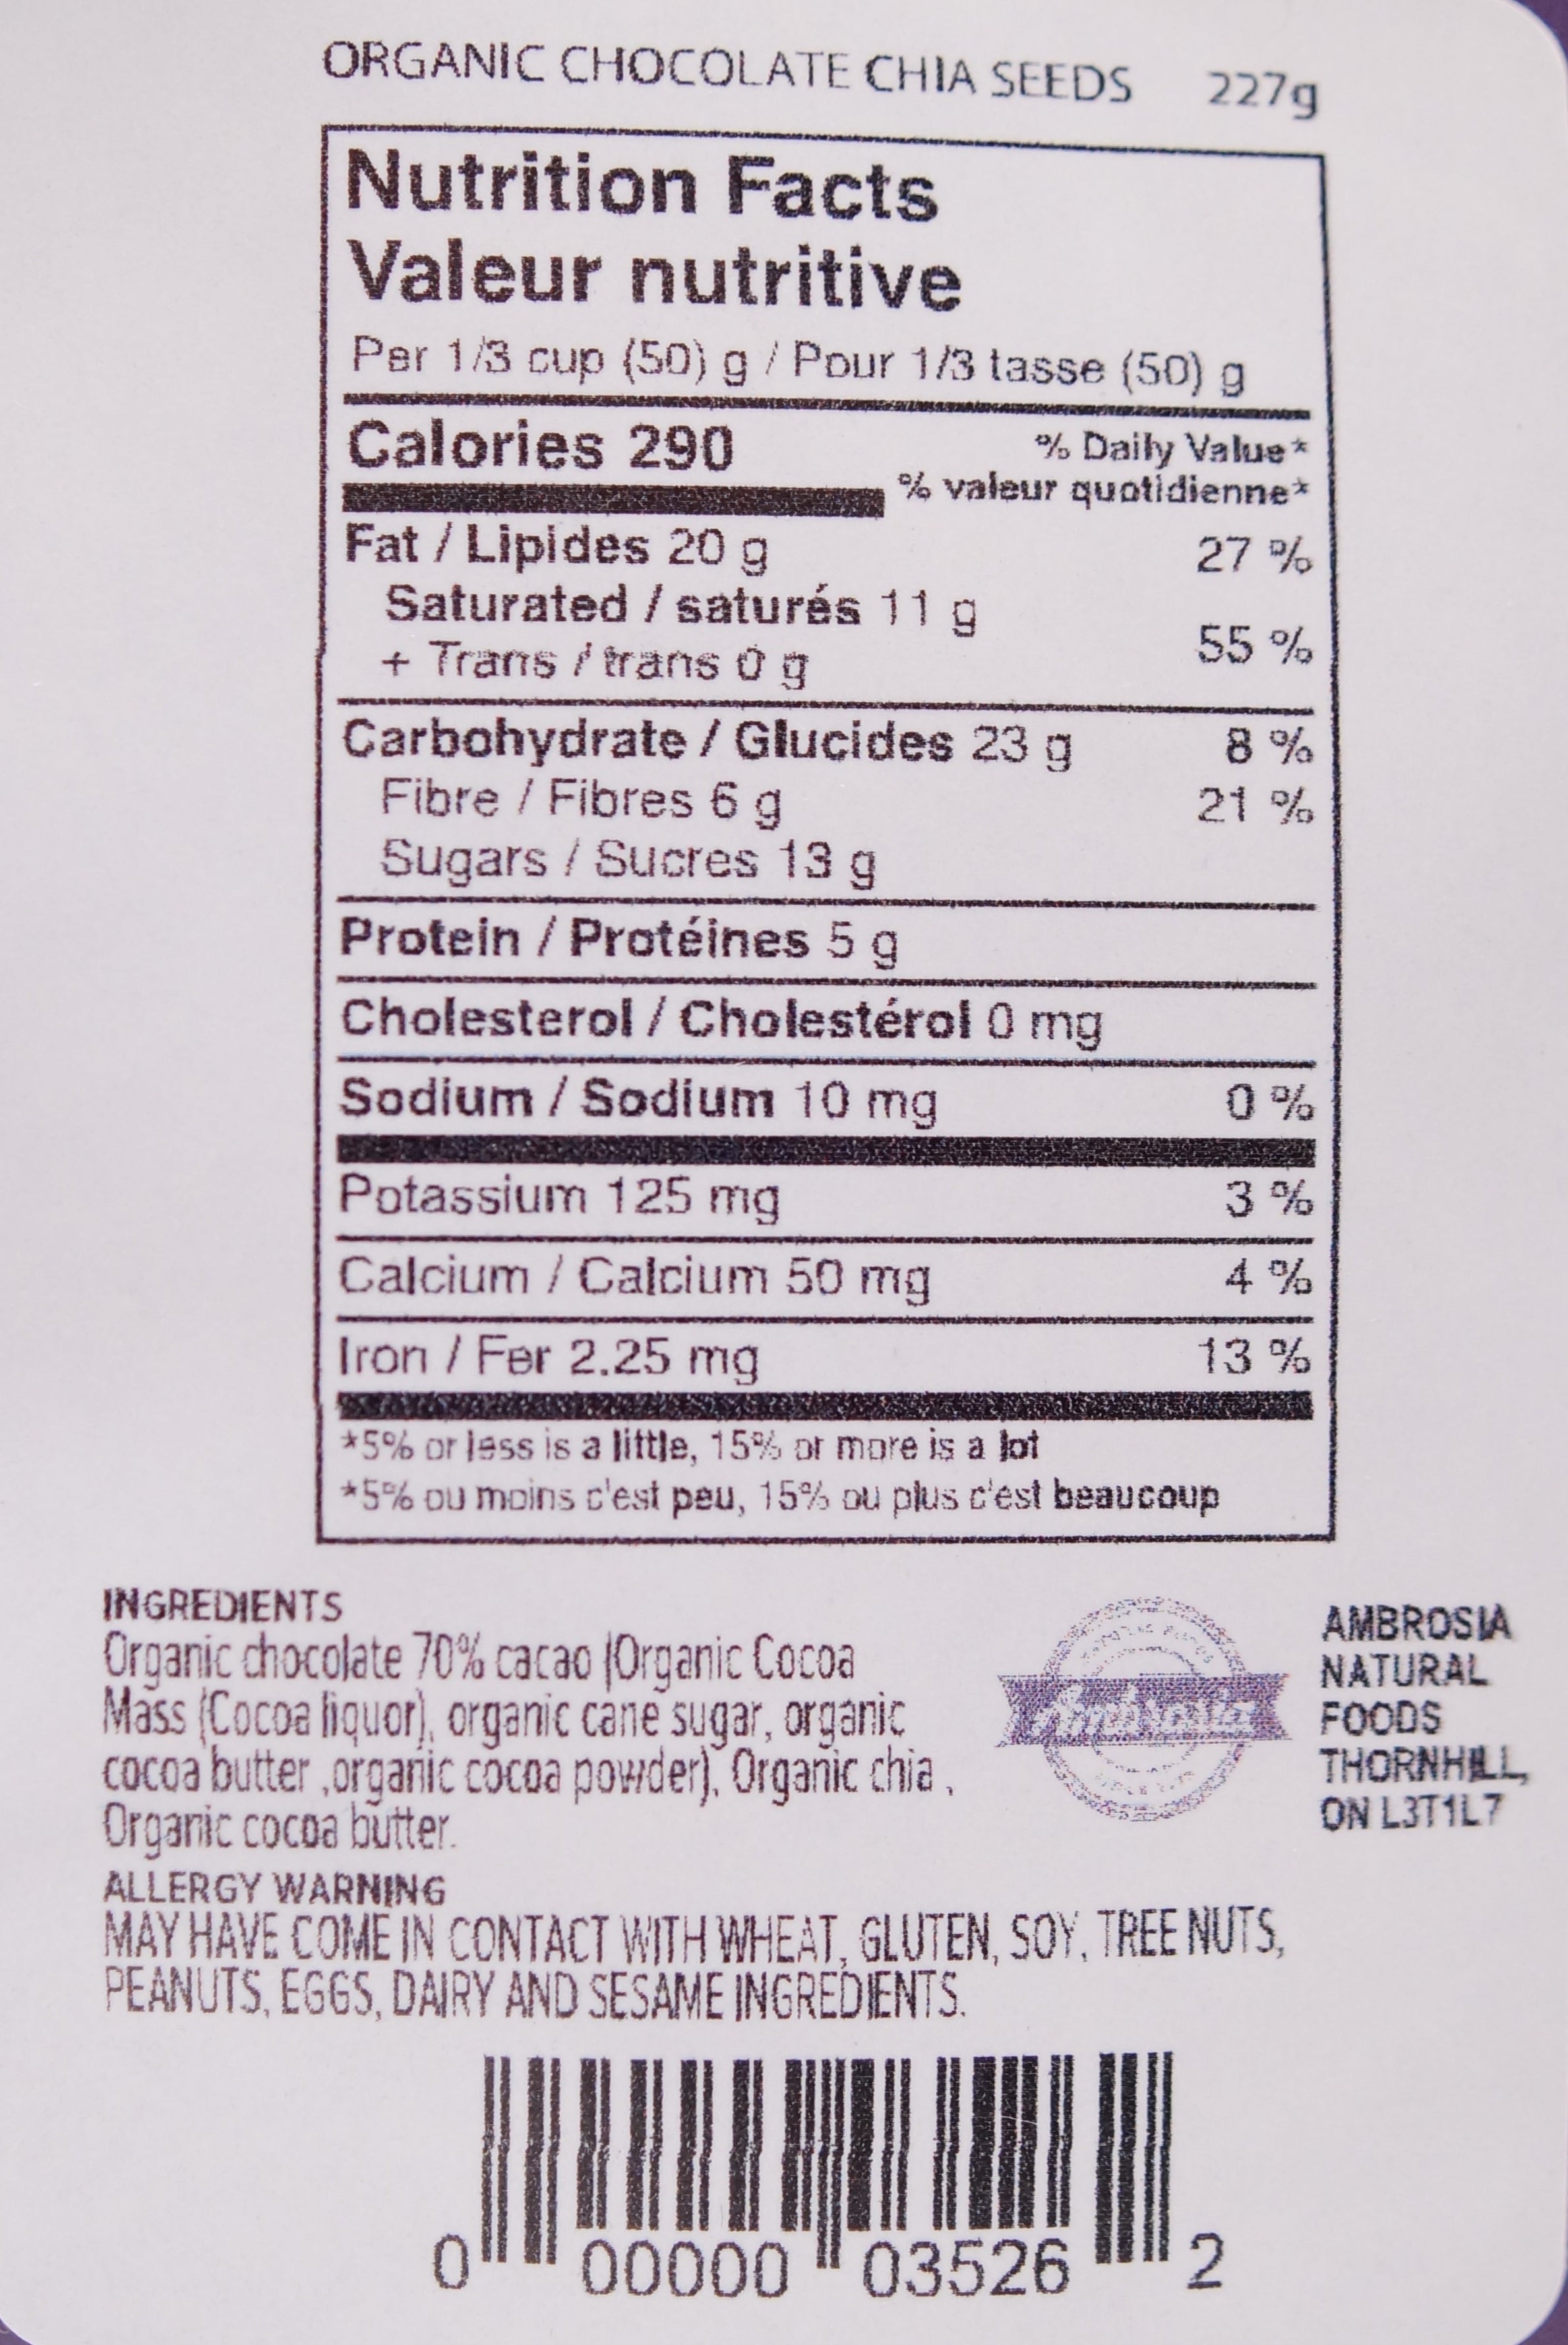 ORGANIC CHOCOLATE CHIA SEEDS 227g
Nutrition Facts
Valeur nutritive
Per 1/3 cup (50) g / Pour 1/3 tasse (50) g
Calories 290
% Daily Value*
% valeur quotidienne*
Fat / Lipides 20 g 27 %
Saturated / saturés 11 g
+ Trans / trans 0 g 55 %
Carbohydrate / Glucides 23 g 8 %
Fibre / Fibres 6 g 21 %
Sugars / Sucres 13 g
Protein / Protéines 5 g
Cholesterol / Cholestérol 0 mg
Sodium / Sodium 10 mg 0 %
Potassium 125 mg 3 %
Calcium / Calcium 50 mg 4 %
Iron / Fer 2.25 mg 13 %
*5% or less is a little, 15% or more is a lot
*5% ou moins c'est peu, 15% ou plus c'est beaucoup
INGREDIENTS
Organic chocolate 70% cacao (Organic Cocoa
Mass (Cocoa liquor), organic cane sugar, organic
cocoa butter ,organic cocoa powder), Organic chia ,
Organic cocoa butter.
Ambrosia
AMBROSIA
NATURAL
FOODS
THORNHILL,
ON L3T1L7
ALLERGY WARNING
MAY HAVE COME IN CONTACT WITH WHEAT, GLUTEN, SOY, TREE NUTS,
PEANUTS, EGGS, DAIRY AND SESAME INGREDIENTS.
0 00000 03526 2